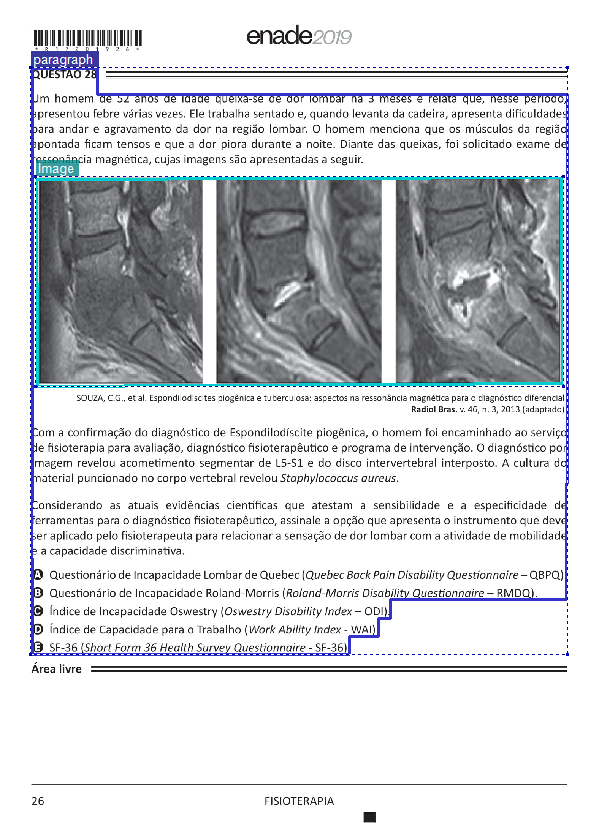 * R 1 7 2 0 1 9 2 6 *
enade2019
paragraph
QUESTÃO 28
Um homem de 52 anos de idade queixa-se de dor lombar há 3 meses e relata que, nesse período,
apresentou febre várias vezes. Ele trabalha sentado e, quando levanta da cadeira, apresenta dificuldades
para andar e agravamento da dor na região lombar. O homem menciona que os músculos da região
apontada ficam tensos e que a dor piora durante a noite. Diante das queixas, foi solicitado exame de
ressonância magnética, cujas imagens são apresentadas a seguir.
Image
SOUZA, C.G., et al. Espondilodiscites piogênica e tuberculosa: aspectos na ressonância magnética para o diagnóstico diferencial
Radiol Bras. v. 46, n. 3, 2013 (adaptado)
Com a confirmação do diagnóstico de Espondilodíscite piogênica, o homem foi encaminhado ao serviço
de fisioterapia para avaliação, diagnóstico fisioterapêutico e programa de intervenção. O diagnóstico por
imagem revelou acometimento segmentar de L5-S1 e do disco intervertebral interposto. A cultura do
material puncionado no corpo vertebral revelou Staphylococcus aureus.
Considerando as atuais evidências científicas que atestam a sensibilidade e a especificidade de
ferramentas para o diagnóstico fisioterapêutico, assinale a opção que apresenta o instrumento que deve
ser aplicado pelo fisioterapeuta para relacionar a sensação de dor lombar com a atividade de mobilidade
e a capacidade discriminativa.
A Questionário de Incapacidade Lombar de Quebec (Quebec Back Pain Disability Questionnaire – QBPQ)
B Questionário de Incapacidade Roland-Morris (Roland-Morris Disability Questionnaire – RMDQ).
C Índice de Incapacidade Oswestry (Oswestry Disability Index – ODI).
D Índice de Capacidade para o Trabalho (Work Ability Index - WAI)
E SF-36 (Short Form 36 Health Survey Questionnaire - SF-36)
Área livre
26 FISIOTERAPIA